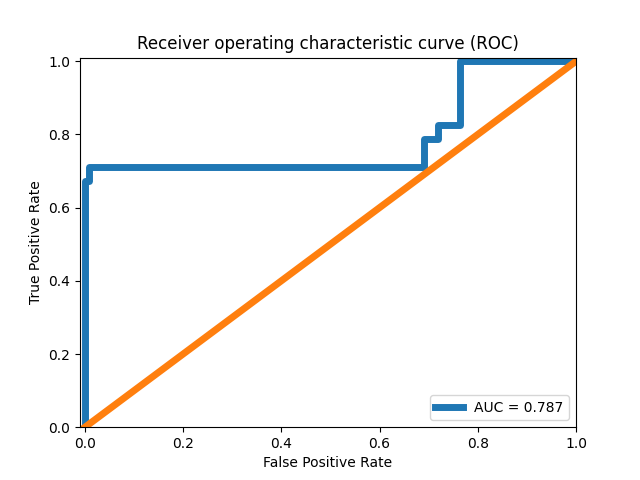 Receiver operating characteristic curve (ROC)
1.0
0.8
0.6
0.4
0.2
0.0
True Positive Rate
AUC = 0.787
0.0 0.2 0.4 0.6 0.8 1.0
False Positive Rate